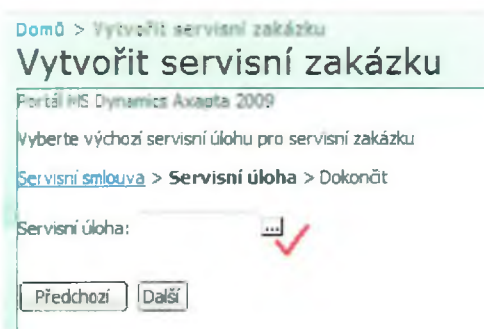 Domů > Vytvořit servisní zakázku
Vytvořit servisní zakázku
Portál MS Dynamics Axapta 2009
Vyberte výchozí servisní úlohu pro servisní zakázku
Servisní smlouva > Servisní úloha > Dokončit
Servisní úloha: ...
Předchozí Další